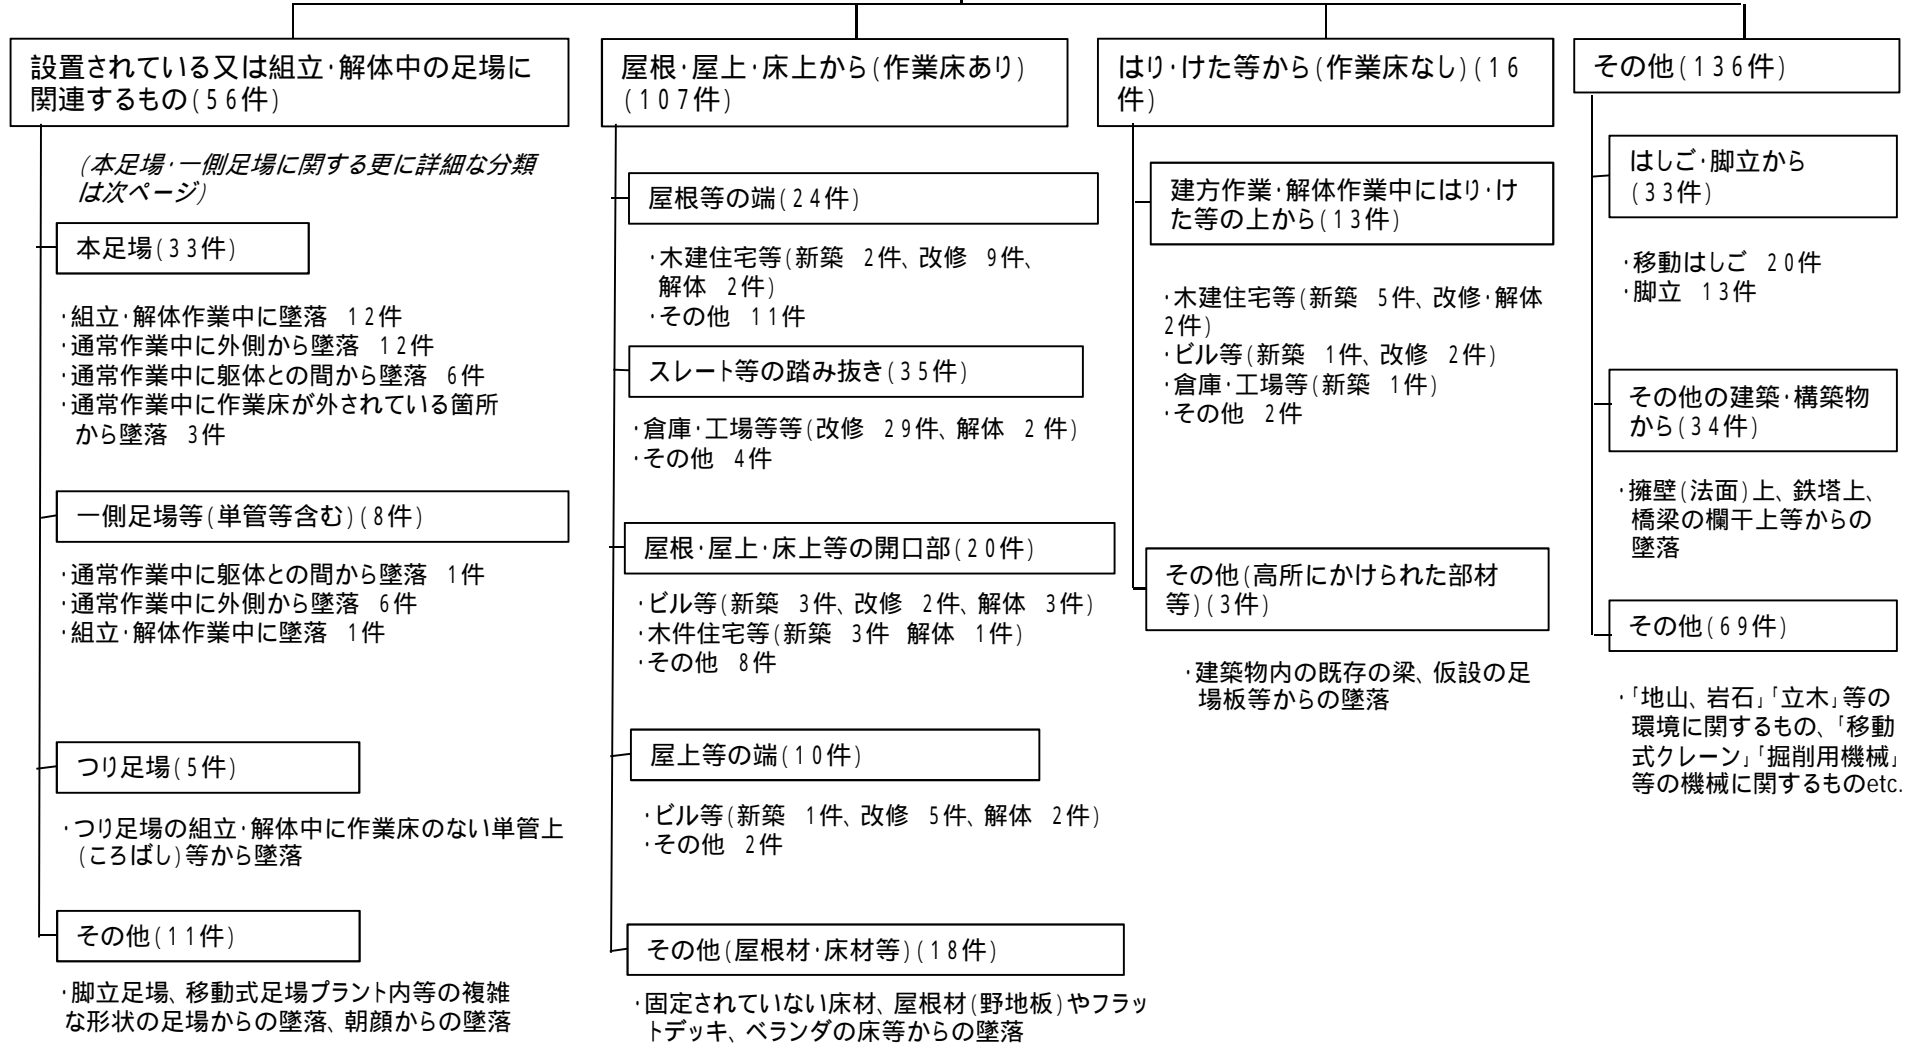 設置されている又は組立・解体中の足場に
関連するもの(56件)
(本足場・一側足場に関する更に詳細な分類
は次ページ)
本足場(33件)
・組立・解体作業中に墜落 12件
・通常作業中に外側から墜落 12件
・通常作業中に躯体との間から墜落 6件
・通常作業中に作業床が外されている箇所
から墜落 3件
一側足場等(単管等含む)(8件)
・通常作業中に躯体との間から墜落 1件
・通常作業中に外側から墜落 6件
・組立・解体作業中に墜落 1件
つり足場(5件)
・つり足場の組立・解体中に作業床のない単管上
(ころばし)等から墜落
その他(11件)
・脚立足場、移動式足場プラント内等の複雑
な形状の足場からの墜落、朝顔からの墜落
屋根・屋上・床上から(作業床あり)
(107件)
屋根等の端(24件)
・木建住宅等(新築 2件、改修 9件、
解体 2件)
・その他 11件
スレート等の踏み抜き(35件)
・倉庫・工場等等(改修 29件、解体 2件)
・その他 4件
屋根・屋上・床上等の開口部(20件)
・ビル等(新築 3件、改修 2件、解体 3件)
・木件住宅等(新築 3件 解体 1件)
・その他 8件
屋上等の端(10件)
・ビル等(新築 1件、改修 5件、解体 2件)
・その他 2件
その他(屋根材・床材等)(18件)
・固定されていない床材、屋根材(野地板)やフラッ
トデッキ、ベランダの床等からの墜落
はり・けた等から(作業床なし)(16
件)
建方作業・解体作業中にはり・け
た等の上から(13件)
・木建住宅等(新築 5件、改修・解体
2件)
・ビル等(新築 1件、改修 2件)
・倉庫・工場等(新築 1件)
・その他 2件
その他(高所にかけられた部材
等)(3件)
・建築物内の既存の梁、仮設の足
場板等からの墜落
その他(136件)
はしご・脚立から
(33件)
・移動はしご 20件
・脚立 13件
その他の建築・構築物
から(34件)
・擁壁(法面)上、鉄塔上、
橋梁の欄干上等からの
墜落
その他(69件)
・「地山、岩石」「立木」等の
環境に関するもの、「移動
式クレーン」「掘削用機械」
等の機械に関するものetc.